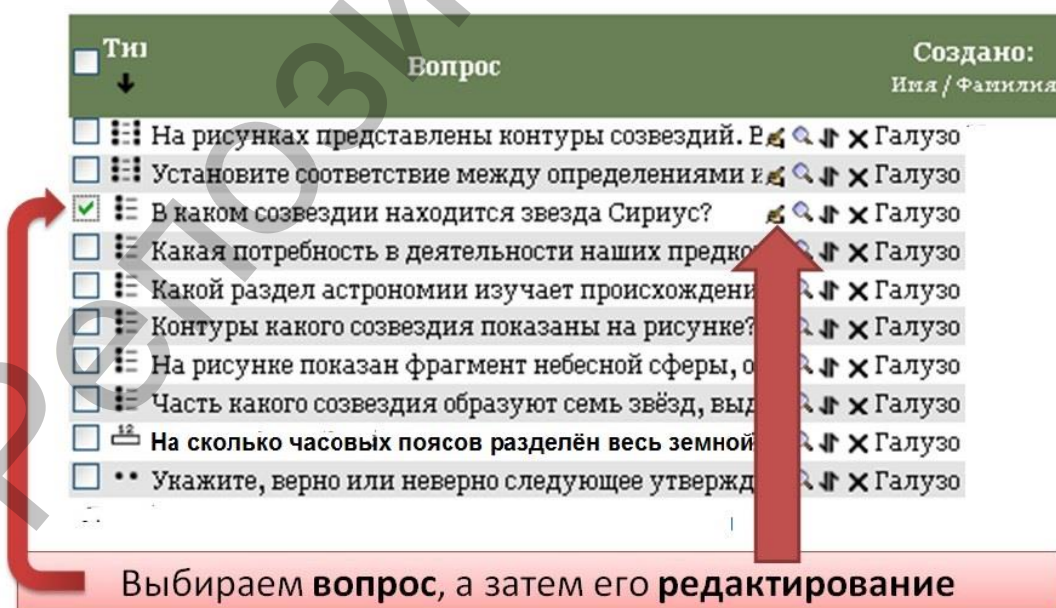 Тип
Вопрос
Создано:
Имя / Фамилия
На рисунках представлены контуры созвездий. В Галузо
Установите соответствие между определениями и Галузо
В каком созвездии находится звезда Сириус? Галузо
Какая потребность в деятельности наших предко Галузо
Какой раздел астрономии изучает происхождени Галузо
Контуры какого созвездия показаны на рисунке? Галузо
На рисунке показан фрагмент небесной сферы, о Галузо
Часть какого созвездия образуют семь звёзд, выд Галузо
12 На сколько часовых поясов разделён весь земной Галузо
Укажите, верно или неверно следующее утвержд Галузо
Выбираем вопрос, а затем его редактирование
Репози